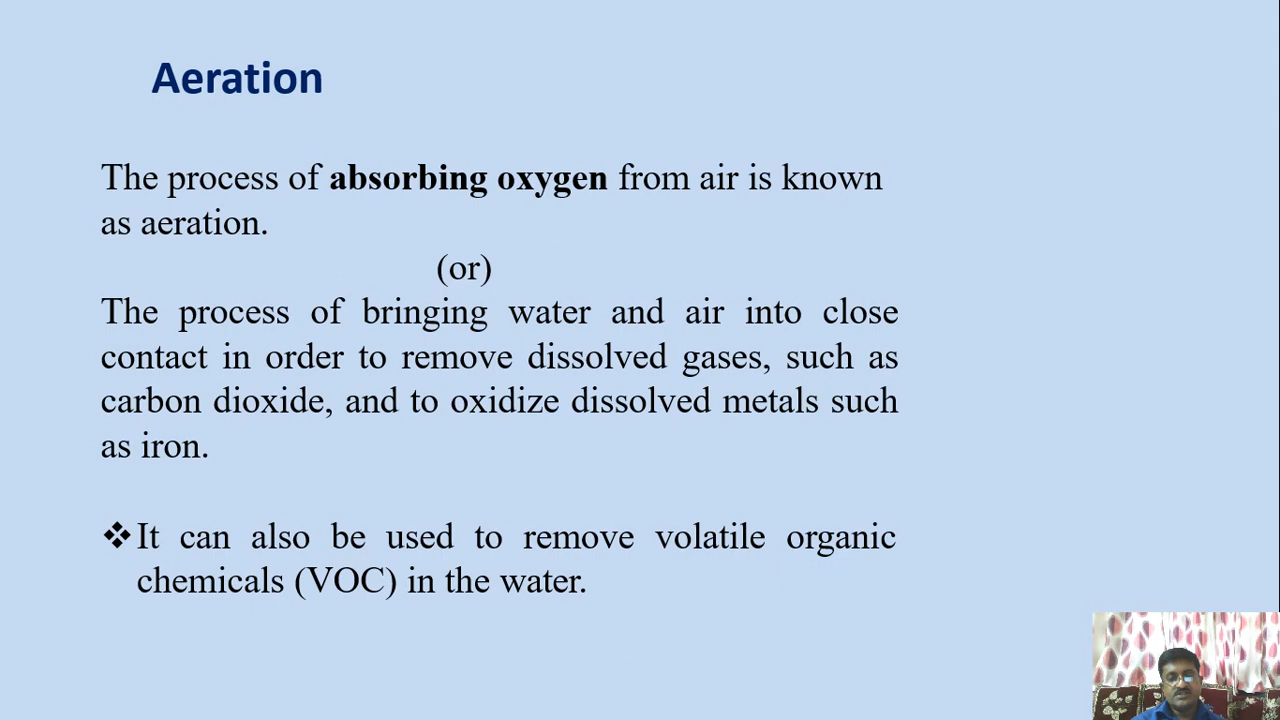 Aeration
The process of absorbing oxygen from air is known
as aeration.
(or)
The process of bringing water and air into close
contact in order to remove dissolved gases, such as
carbon dioxide, and to oxidize dissolved metals such
as iron.
❖It can also be used to remove volatile organic
chemicals (VOC) in the water.